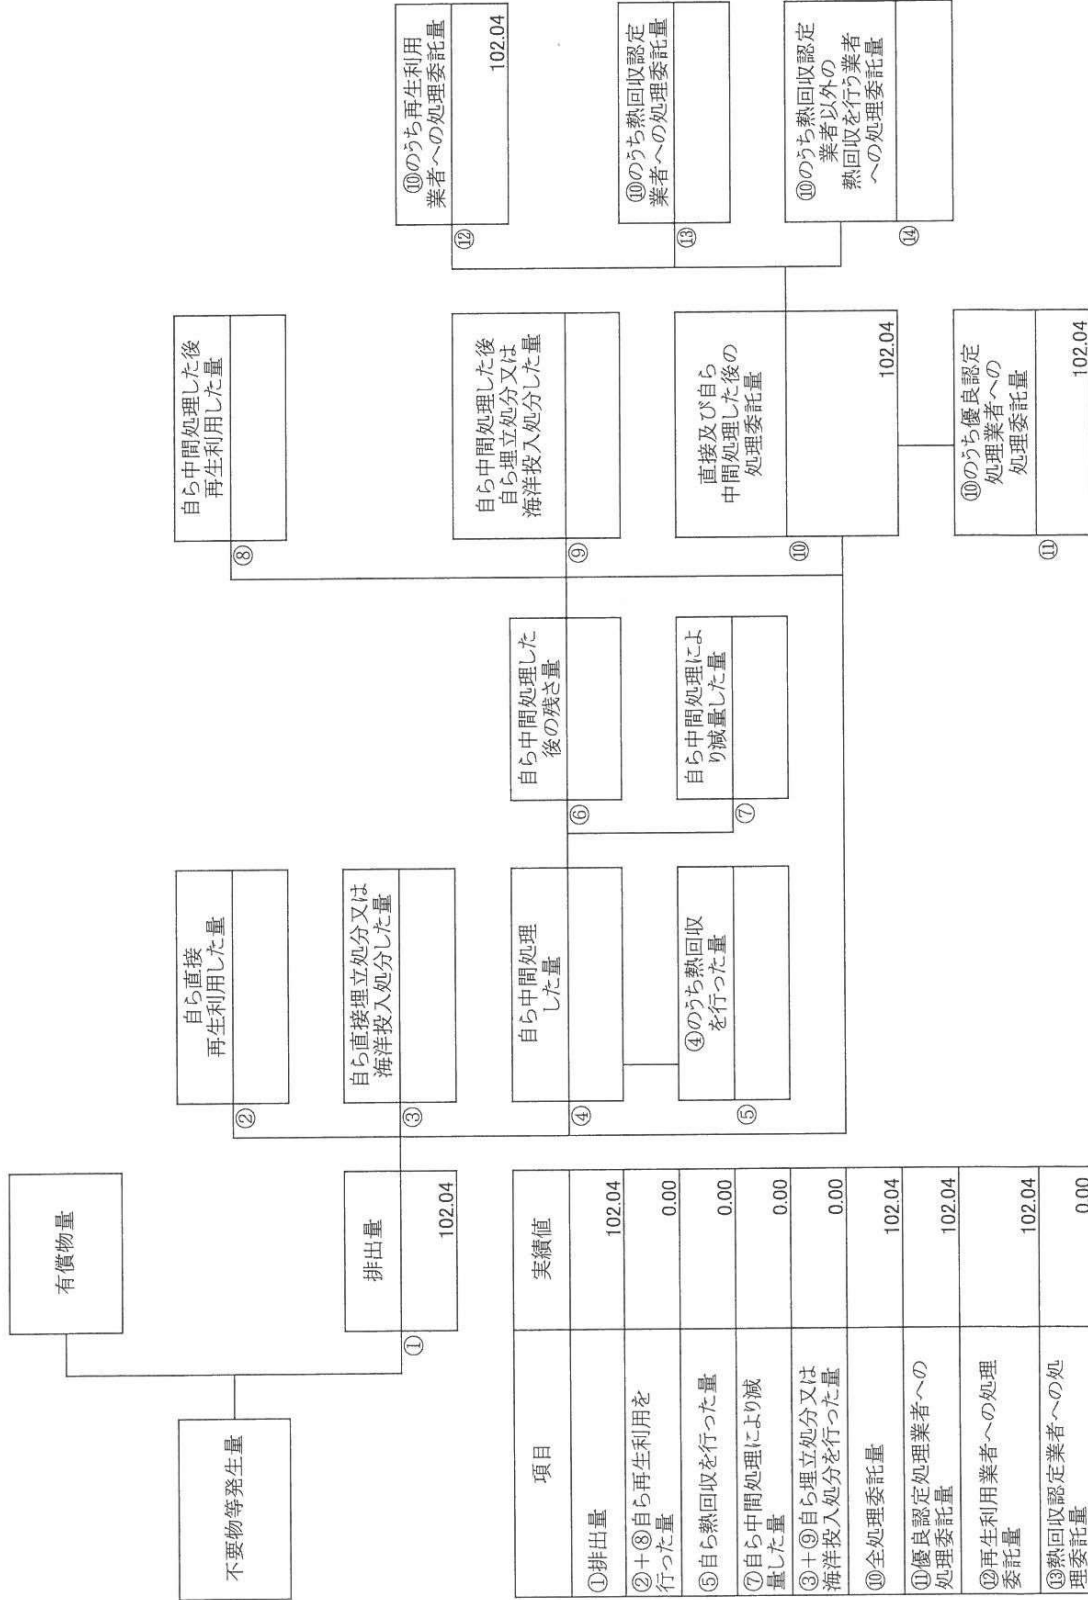 不要物等発生量
有償物量
排出量
①
102.04
自ら直接
再生利用した量
②
自ら直接埋立処分又は
海洋投入処分した量
③
自ら中間処理
した量
④
④のうち熱回収
を行った量
⑤
自ら中間処理した
後の残さ量
⑥
自ら中間処理によ
り減量した量
⑦
自ら中間処理した後
再生利用した量
⑧
自ら中間処理した後
自ら埋立処分又は
海洋投入処分した量
⑨
直接及び自ら
中間処理した後の
処理委託量
⑩
102.04
⑩のうち優良認定
処理業者への
処理委託量
⑪
102.04
⑩のうち再生利用
業者への処理委託量
⑫
102.04
⑩のうち熱回収認定
業者への処理委託量
⑬
⑩のうち熱回収認定
業者以外の
熱回収を行う業者
への処理委託量
⑭
項目
実績値
①排出量
102.04
②+⑧自ら再生利用を
行った量
0.00
⑤自ら熱回収を行った量
0.00
⑦自ら中間処理により減
量した量
0.00
③+⑨自ら埋立処分又は
海洋投入処分を行った量
0.00
⑩全処理委託量
102.04
⑪優良認定処理業者への
処理委託量
102.04
⑫再生利用業者への処理
委託量
102.04
⑬熱回収認定業者への処
理委託量
0.00